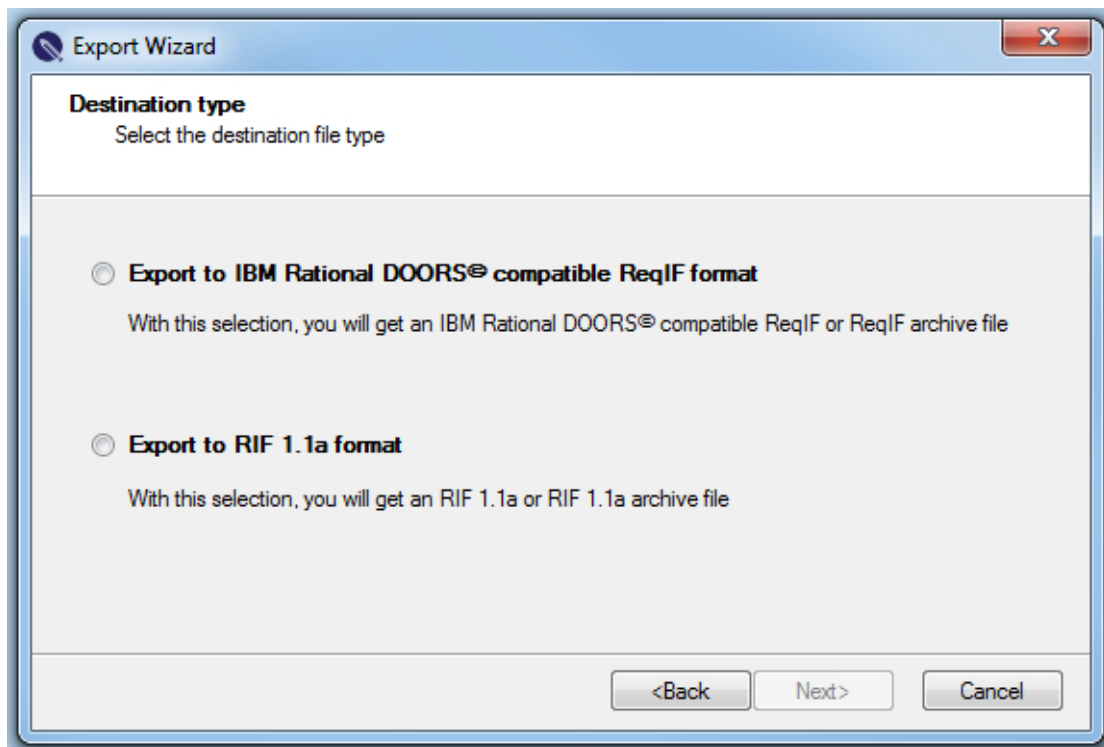 Export Wizard
Destination type
Select the destination file type
Export to IBM Rational DOORS® compatible ReqIF format
With this selection, you will get an IBM Rational DOORS® compatible ReqIF or ReqIF archive file
Export to RIF 1.1a format
With this selection, you will get an RIF 1.1a or RIF 1.1a archive file
<Back Next> Cancel